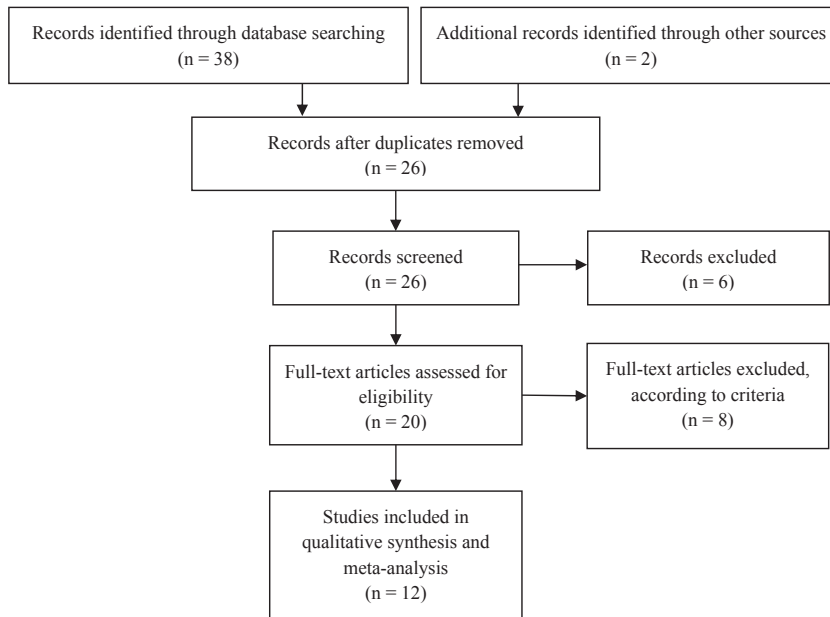 Records identified through database searching
(n = 38)
Additional records identified through other sources
(n = 2)
Records after duplicates removed
(n = 26)
Records screened
(n = 26)
Records excluded
(n = 6)
Full-text articles assessed for
eligibility
(n = 20)
Full-text articles excluded,
according to criteria
(n = 8)
Studies included in
qualitative synthesis and
meta-analysis
(n = 12)